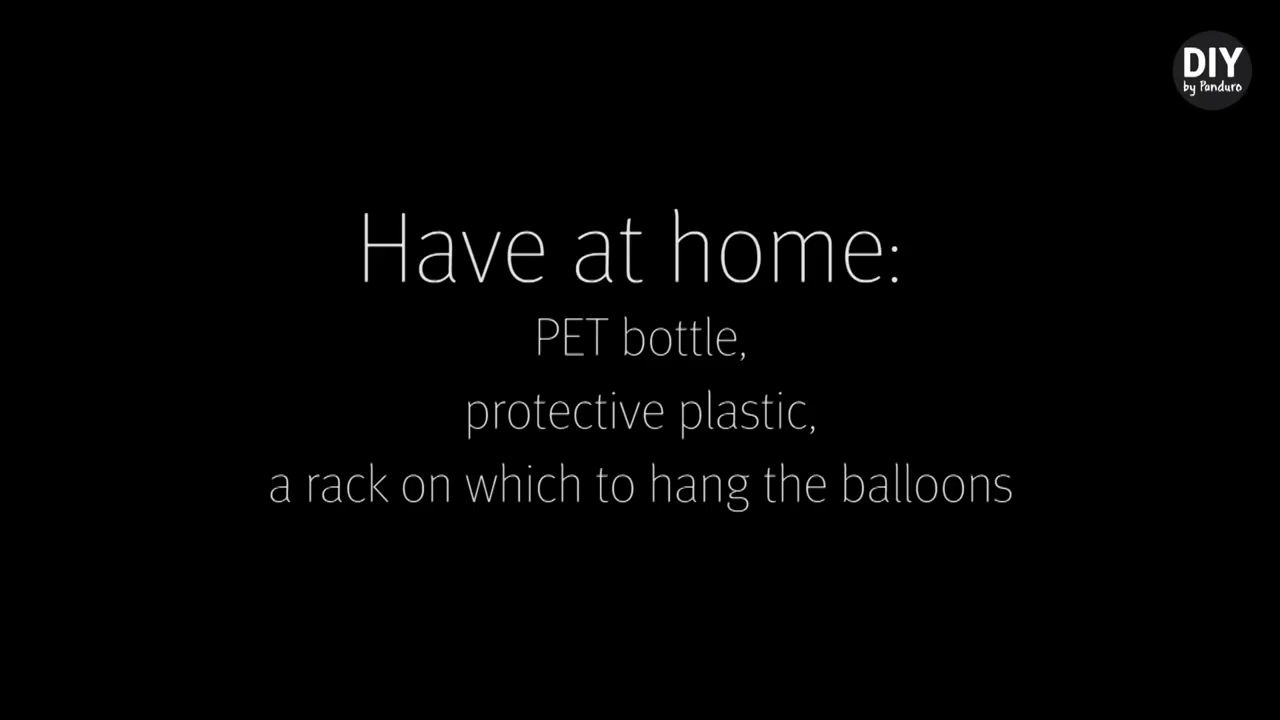 DIY
by Panduro
Have at home:
PET bottle,
protective plastic,
a rack on which to hang the balloons